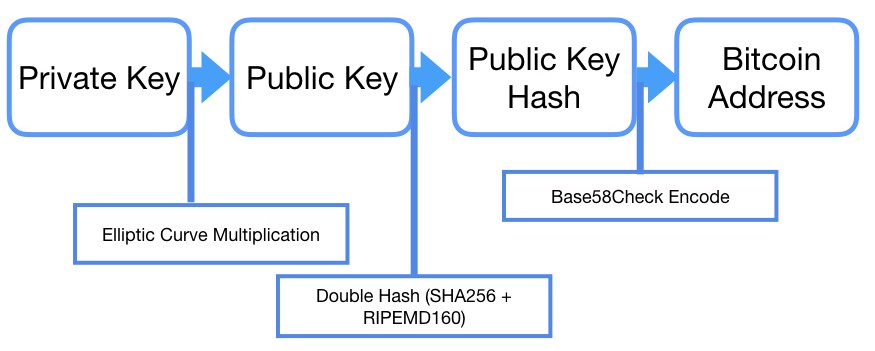 Private Key
Public Key
Public Key
Hash
Bitcoin
Address
Elliptic Curve Multiplication
Double Hash (SHA256 +
RIPEMD160)
Base58Check Encode